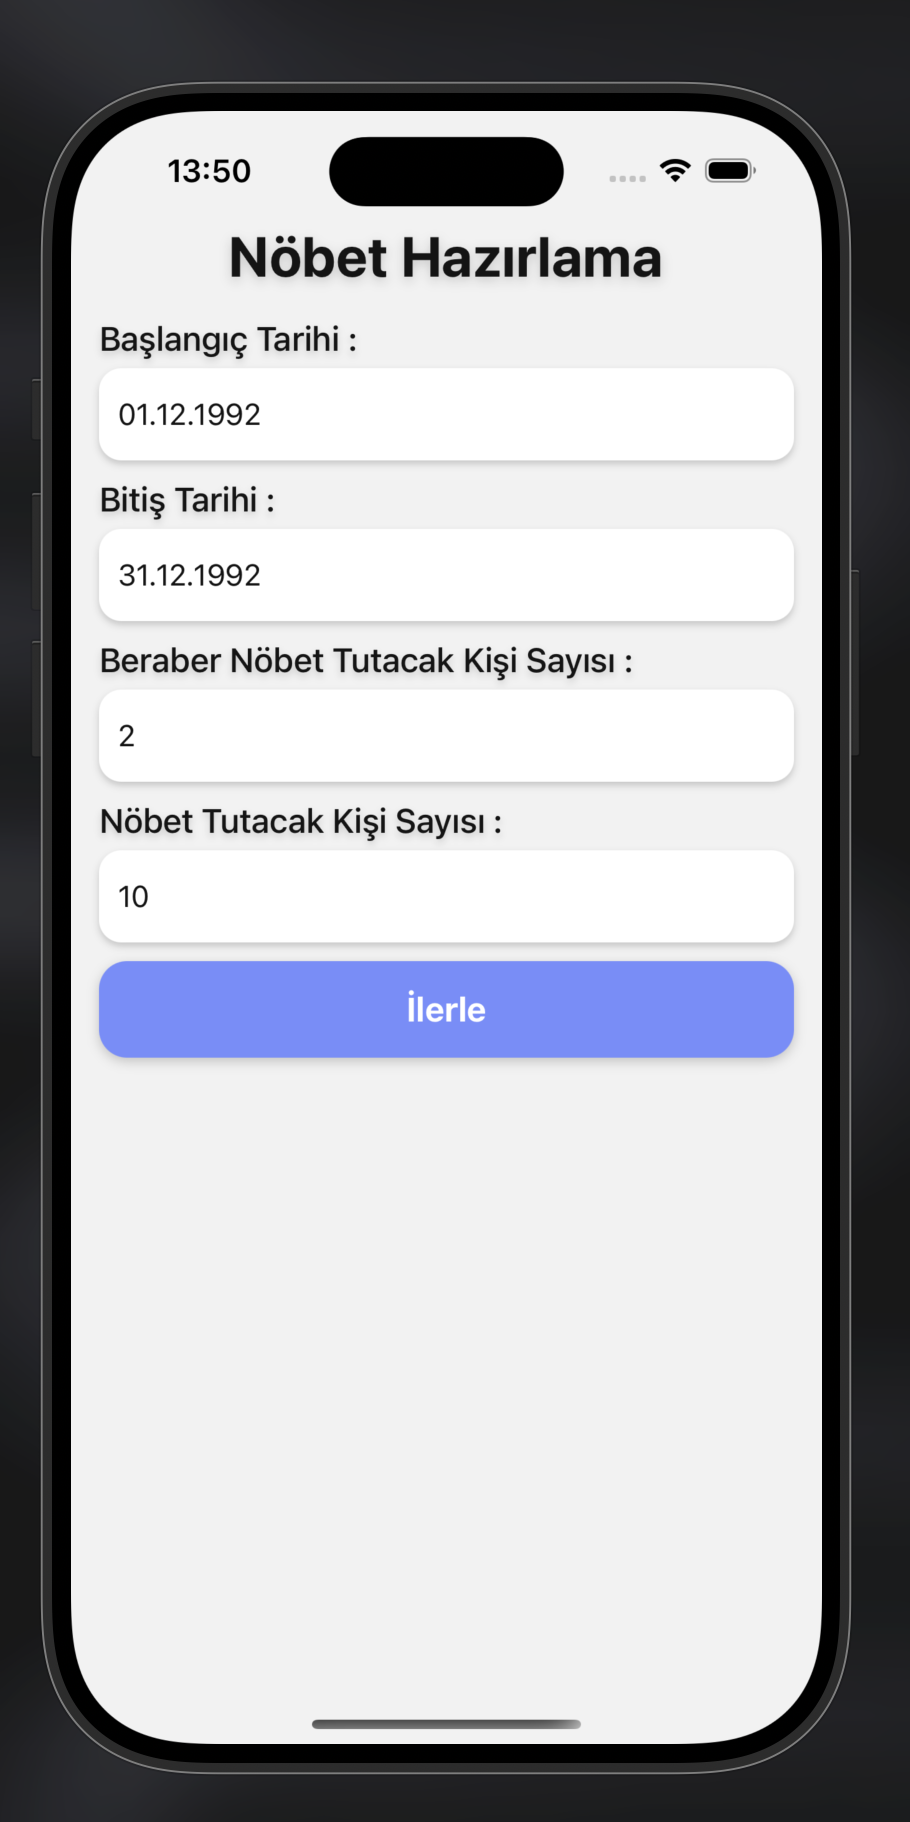 13:50
Nöbet Hazırlama
Başlangıç Tarihi :
01.12.1992
Bitiş Tarihi :
31.12.1992
Beraber Nöbet Tutacak Kişi Sayısı :
2
Nöbet Tutacak Kişi Sayısı :
10
İlerle